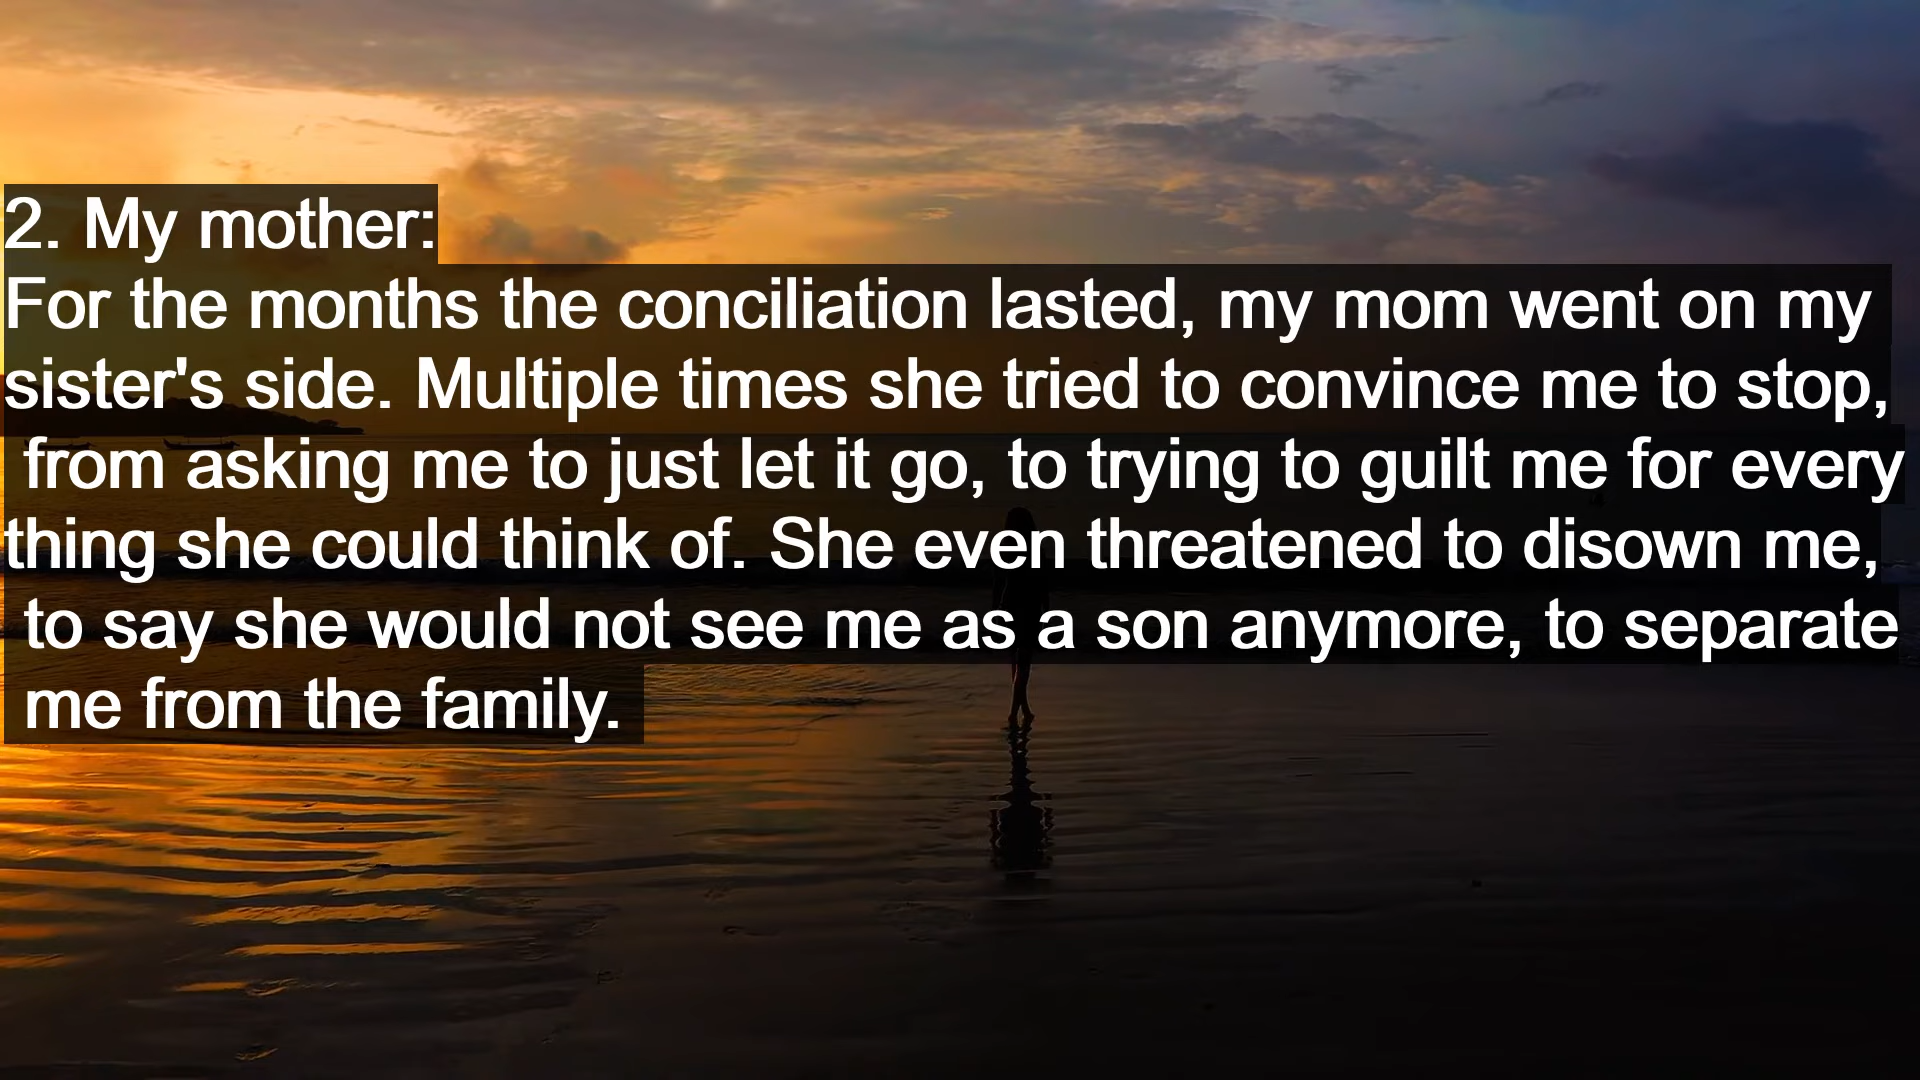 2. My mother:
For the months the conciliation lasted, my mom went on my
sister's side. Multiple times she tried to convince me to stop,
from asking me to just let it go, to trying to guilt me for every
thing she could think of. She even threatened to disown me,
to say she would not see me as a son anymore, to separate
me from the family.